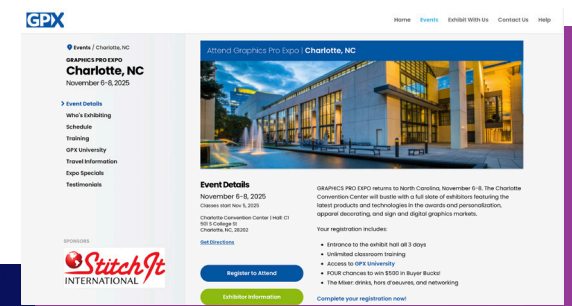 GPX
Home Events Exhibit With Us Contact Us Help
Events / Charlotte, NC
GRAPHICS PRO EXPO
Charlotte, NC
November 6-8, 2025
Event Details
Who's Exhibiting
Schedule
Training
GPX University
Travel Information
Expo Specials
Testimonials
SPONSORS
Stitch It
INTERNATIONAL
Attend Graphics Pro Expo | Charlotte, NC
Event Details
November 6-8, 2025
Classes start Nov 5, 2025
Charlotte Convention Center | Hall: C1
501 S College St
Charlotte, NC, 28202
Get Directions
Register to Attend
Exhibitor Information
GRAPHICS PRO EXPO returns to North Carolina, November 6-8. The Charlotte
Convention Center will bustle with a full slate of exhibitors featuring the
latest products and technologies in the awards and personalization,
apparel decorating, and sign and digital graphics markets.
Your registration includes:
• Entrance to the exhibit hall all 3 days
• Unlimited classroom training
• Access to GPX University
• FOUR chances to win $500 in Buyer Bucks!
• The Mixer: drinks, hors d'oeuvres, and networking
Complete your registration now!